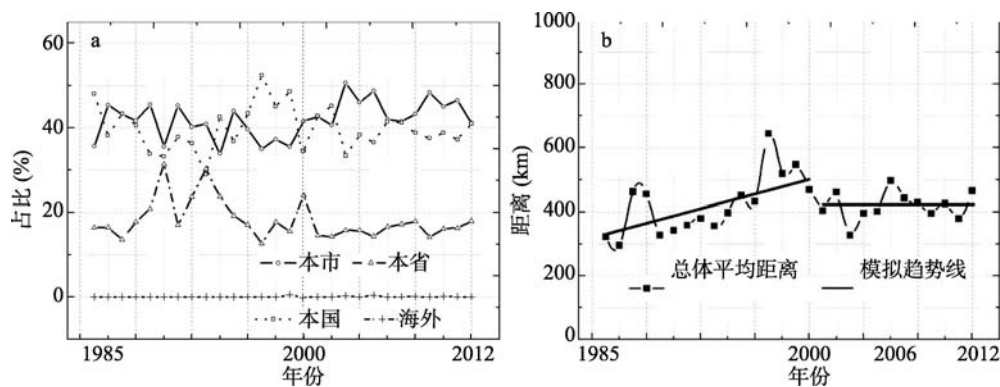 a
60
40
20
0
占比 (%)
本市
本省
本国
海外
1985
2000
2012
年份
b
1000
800
600
400
200
0
距离 (km)
总体平均距离
模拟趋势线
1985
2000
2006
2012
年份